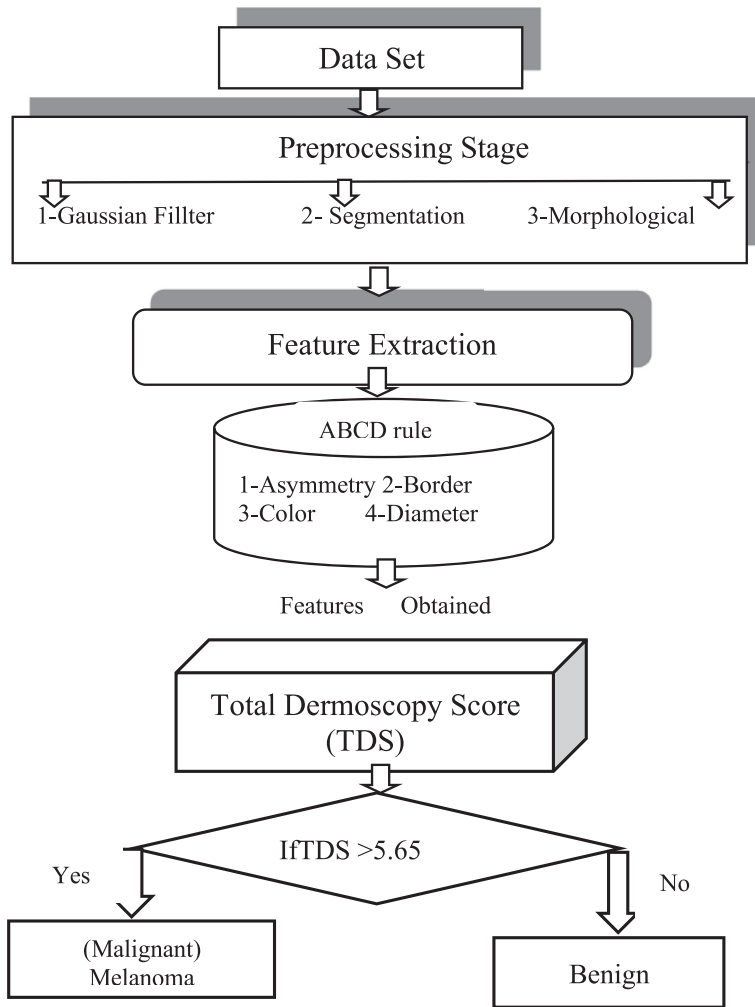 Data Set
Preprocessing Stage
1-Gaussian Fillter 2- Segmentation 3-Morphological
Feature Extraction
ABCD rule
1-Asymmetry 2-Border
3-Color 4-Diameter
Features Obtained
Total Dermoscopy Score
(TDS)
IfTDS >5.65
Yes
No
(Malignant)
Melanoma
Benign